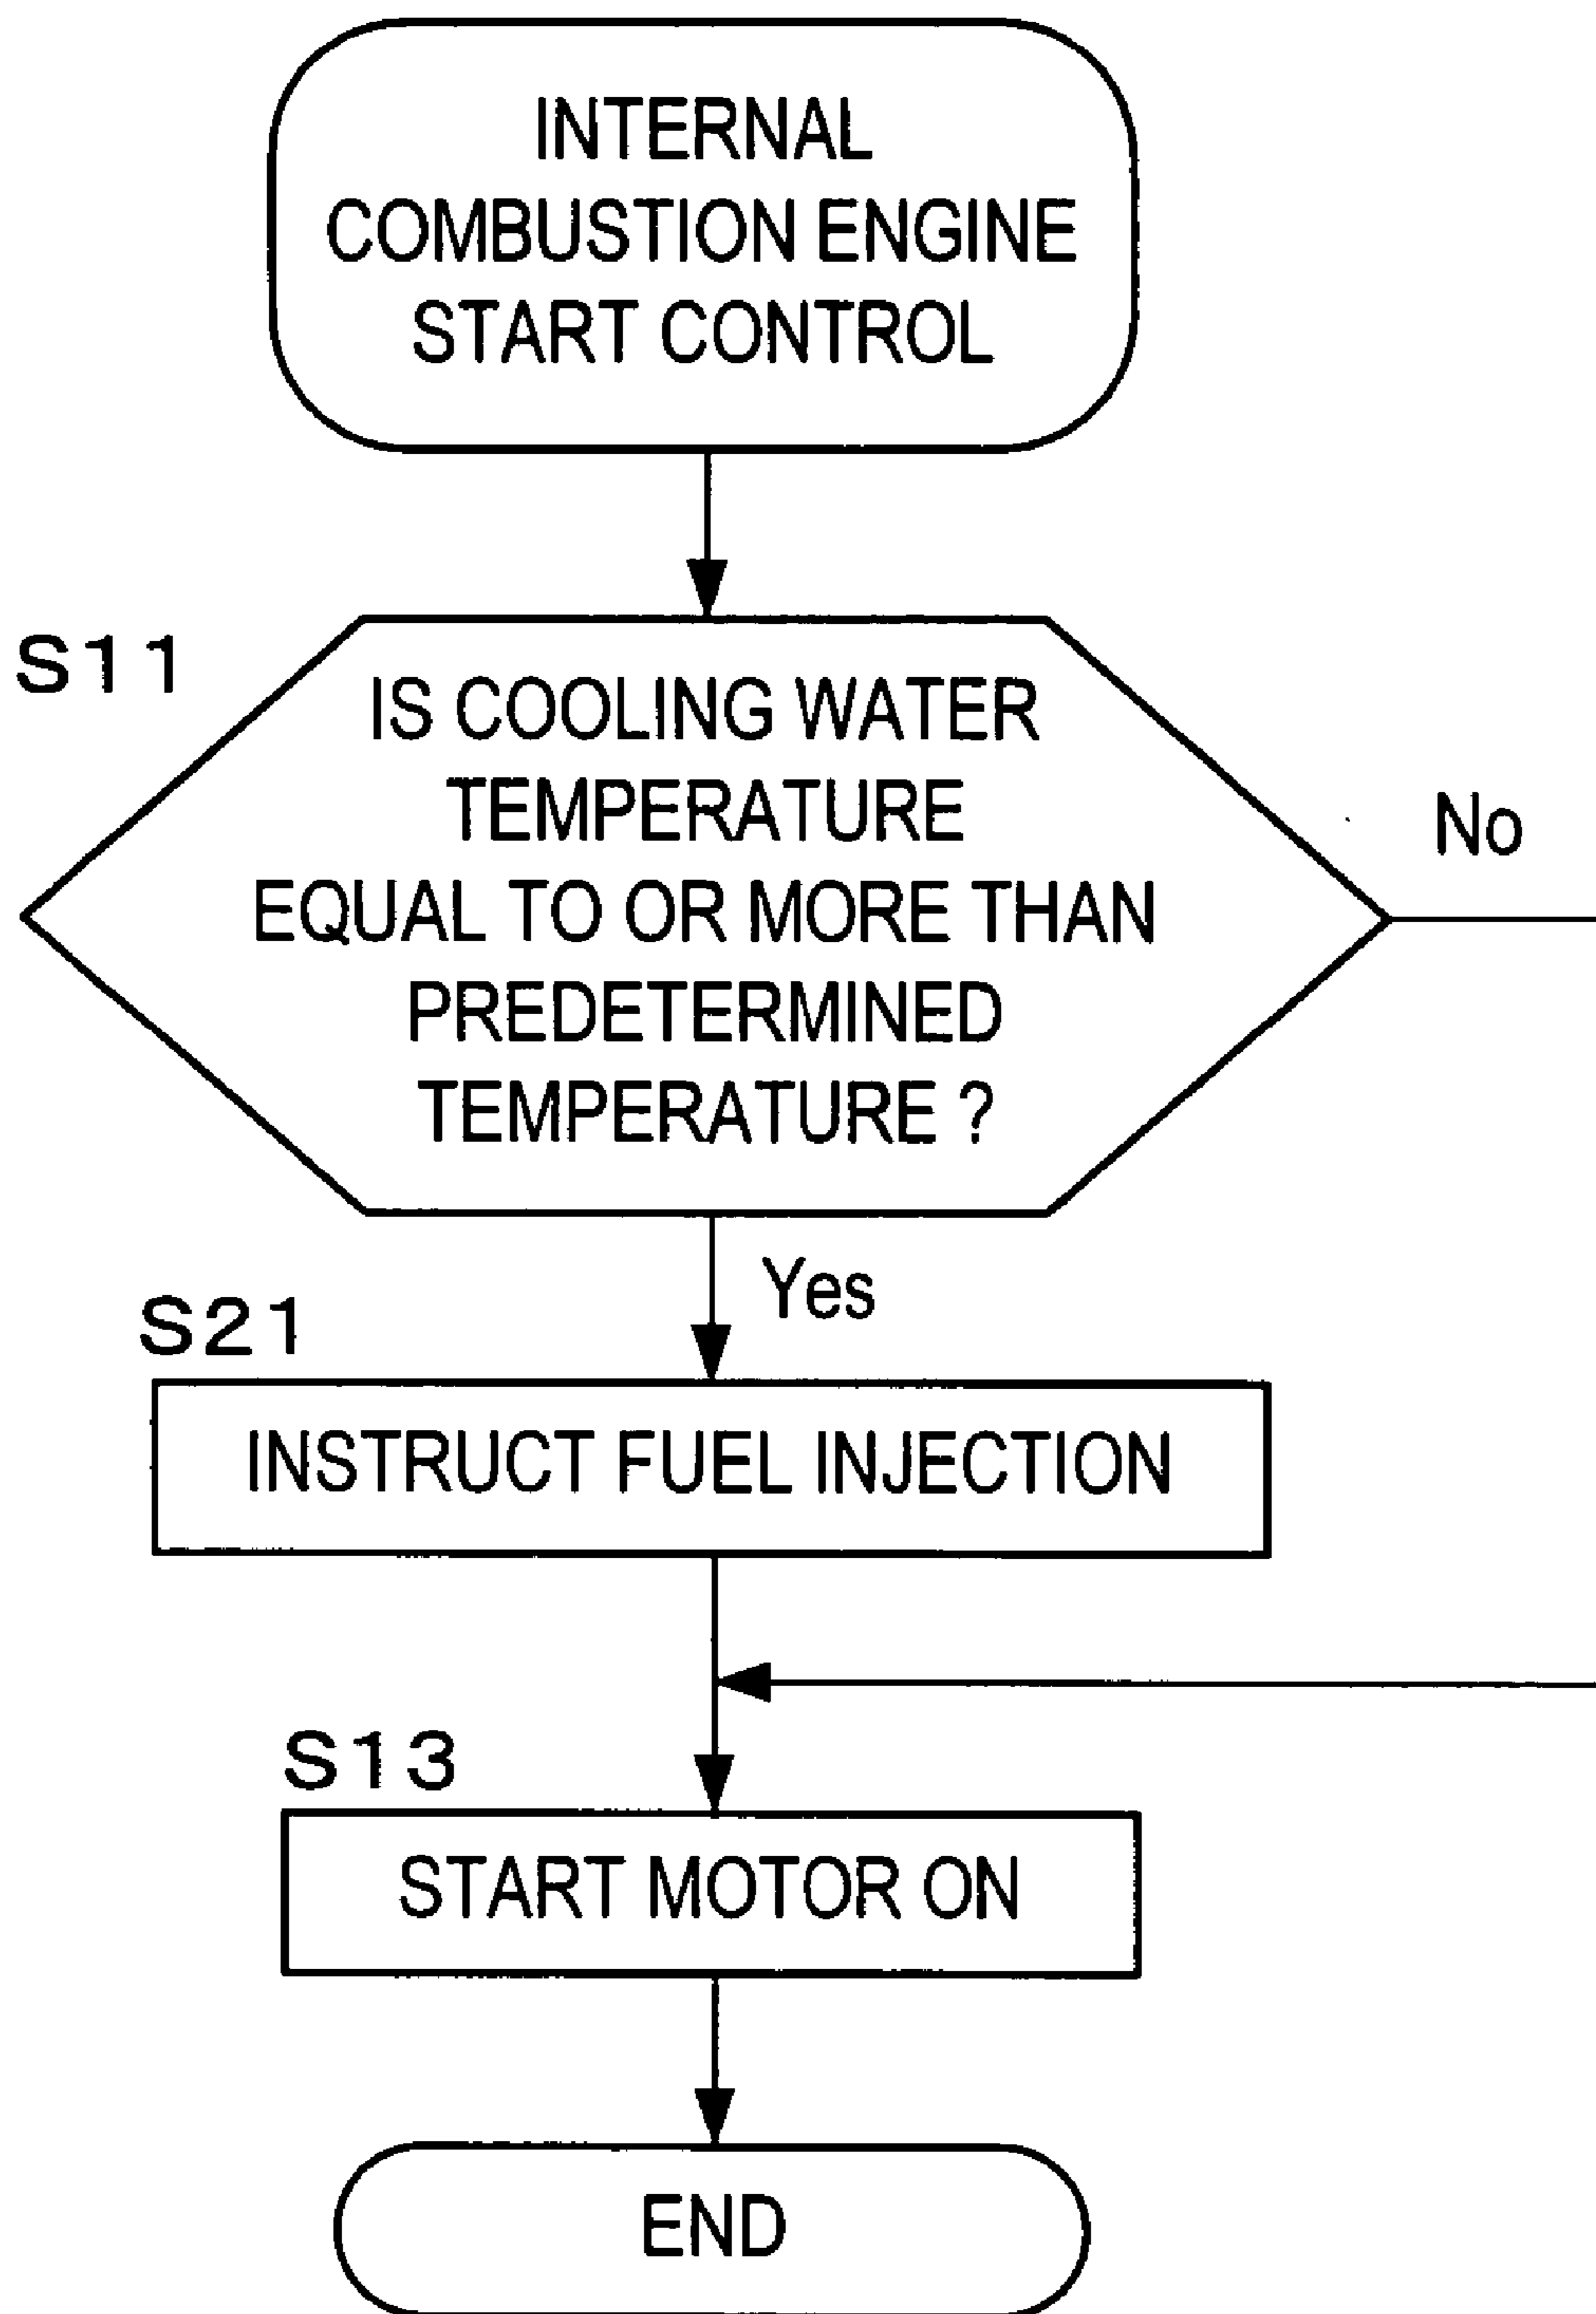 INTERNAL
COMBUSTION ENGINE
START CONTROL
S11
IS COOLING WATER
TEMPERATURE
EQUAL TO OR MORE THAN
PREDETERMINED
TEMPERATURE ?
No
Yes
S21
INSTRUCT FUEL INJECTION
S13
START MOTOR ON
END